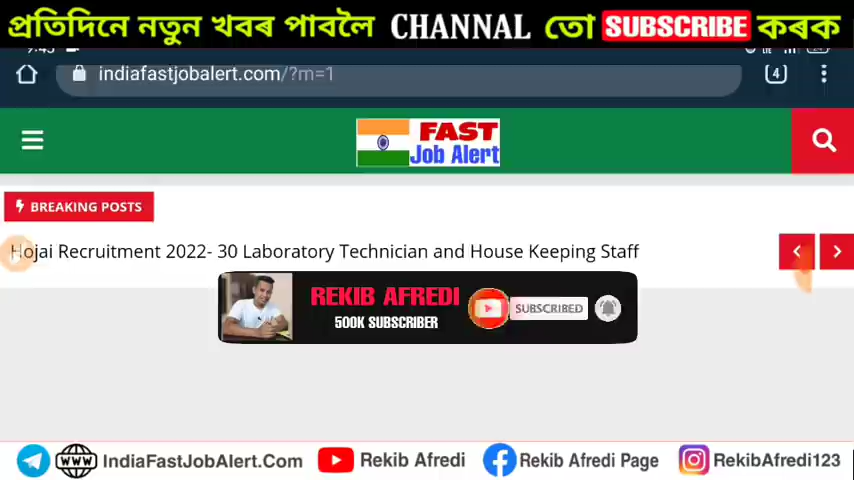 প্ৰতিদিনে নতুন খবৰ পাবলৈ CHANNAL তো SUBSCRIBE কৰক
indiafastjobalert.com/?m=1
4
FAST
Job Alert
BREAKING POSTS
Hojai Recruitment 2022- 30 Laboratory Technician and House Keeping Staff
REKIB AFREDI
500K SUBSCRIBER
SUBSCRIBED
www IndiaFastJobAlert.Com Rekib Afredi Rekib Afredi Page RekibAfredi123